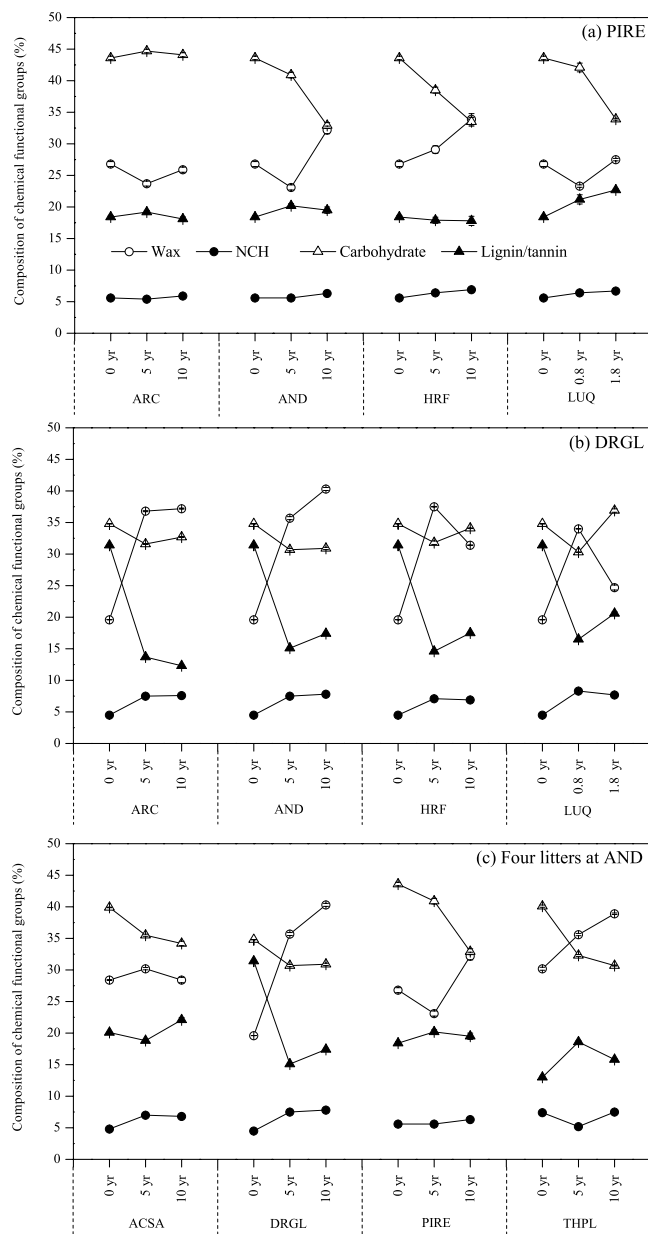 (a) PIRE
Composition of chemical functional groups (%)
50
45
40
35
30
25
20
15
10
5
0
Wax NCH Carbohydrate Lignin/tannin
0 yr 5 yr 10 yr 0 yr 5 yr 10 yr 0 yr 5 yr 10 yr 0 yr 0.8 yr 1.8 yr
ARC AND HRF LUQ
(b) DRGL
Composition of chemical functional groups (%)
50
45
40
35
30
25
20
15
10
5
0
0 yr 5 yr 10 yr 0 yr 5 yr 10 yr 0 yr 5 yr 10 yr 0 yr 0.8 yr 1.8 yr
ARC AND HRF LUQ
(c) Four litters at AND
Composition of chemical functional groups (%)
50
45
40
35
30
25
20
15
10
5
0
0 yr 5 yr 10 yr 0 yr 5 yr 10 yr 0 yr 5 yr 10 yr 0 yr 5 yr 10 yr
ACSA DRGL PIRE THPL